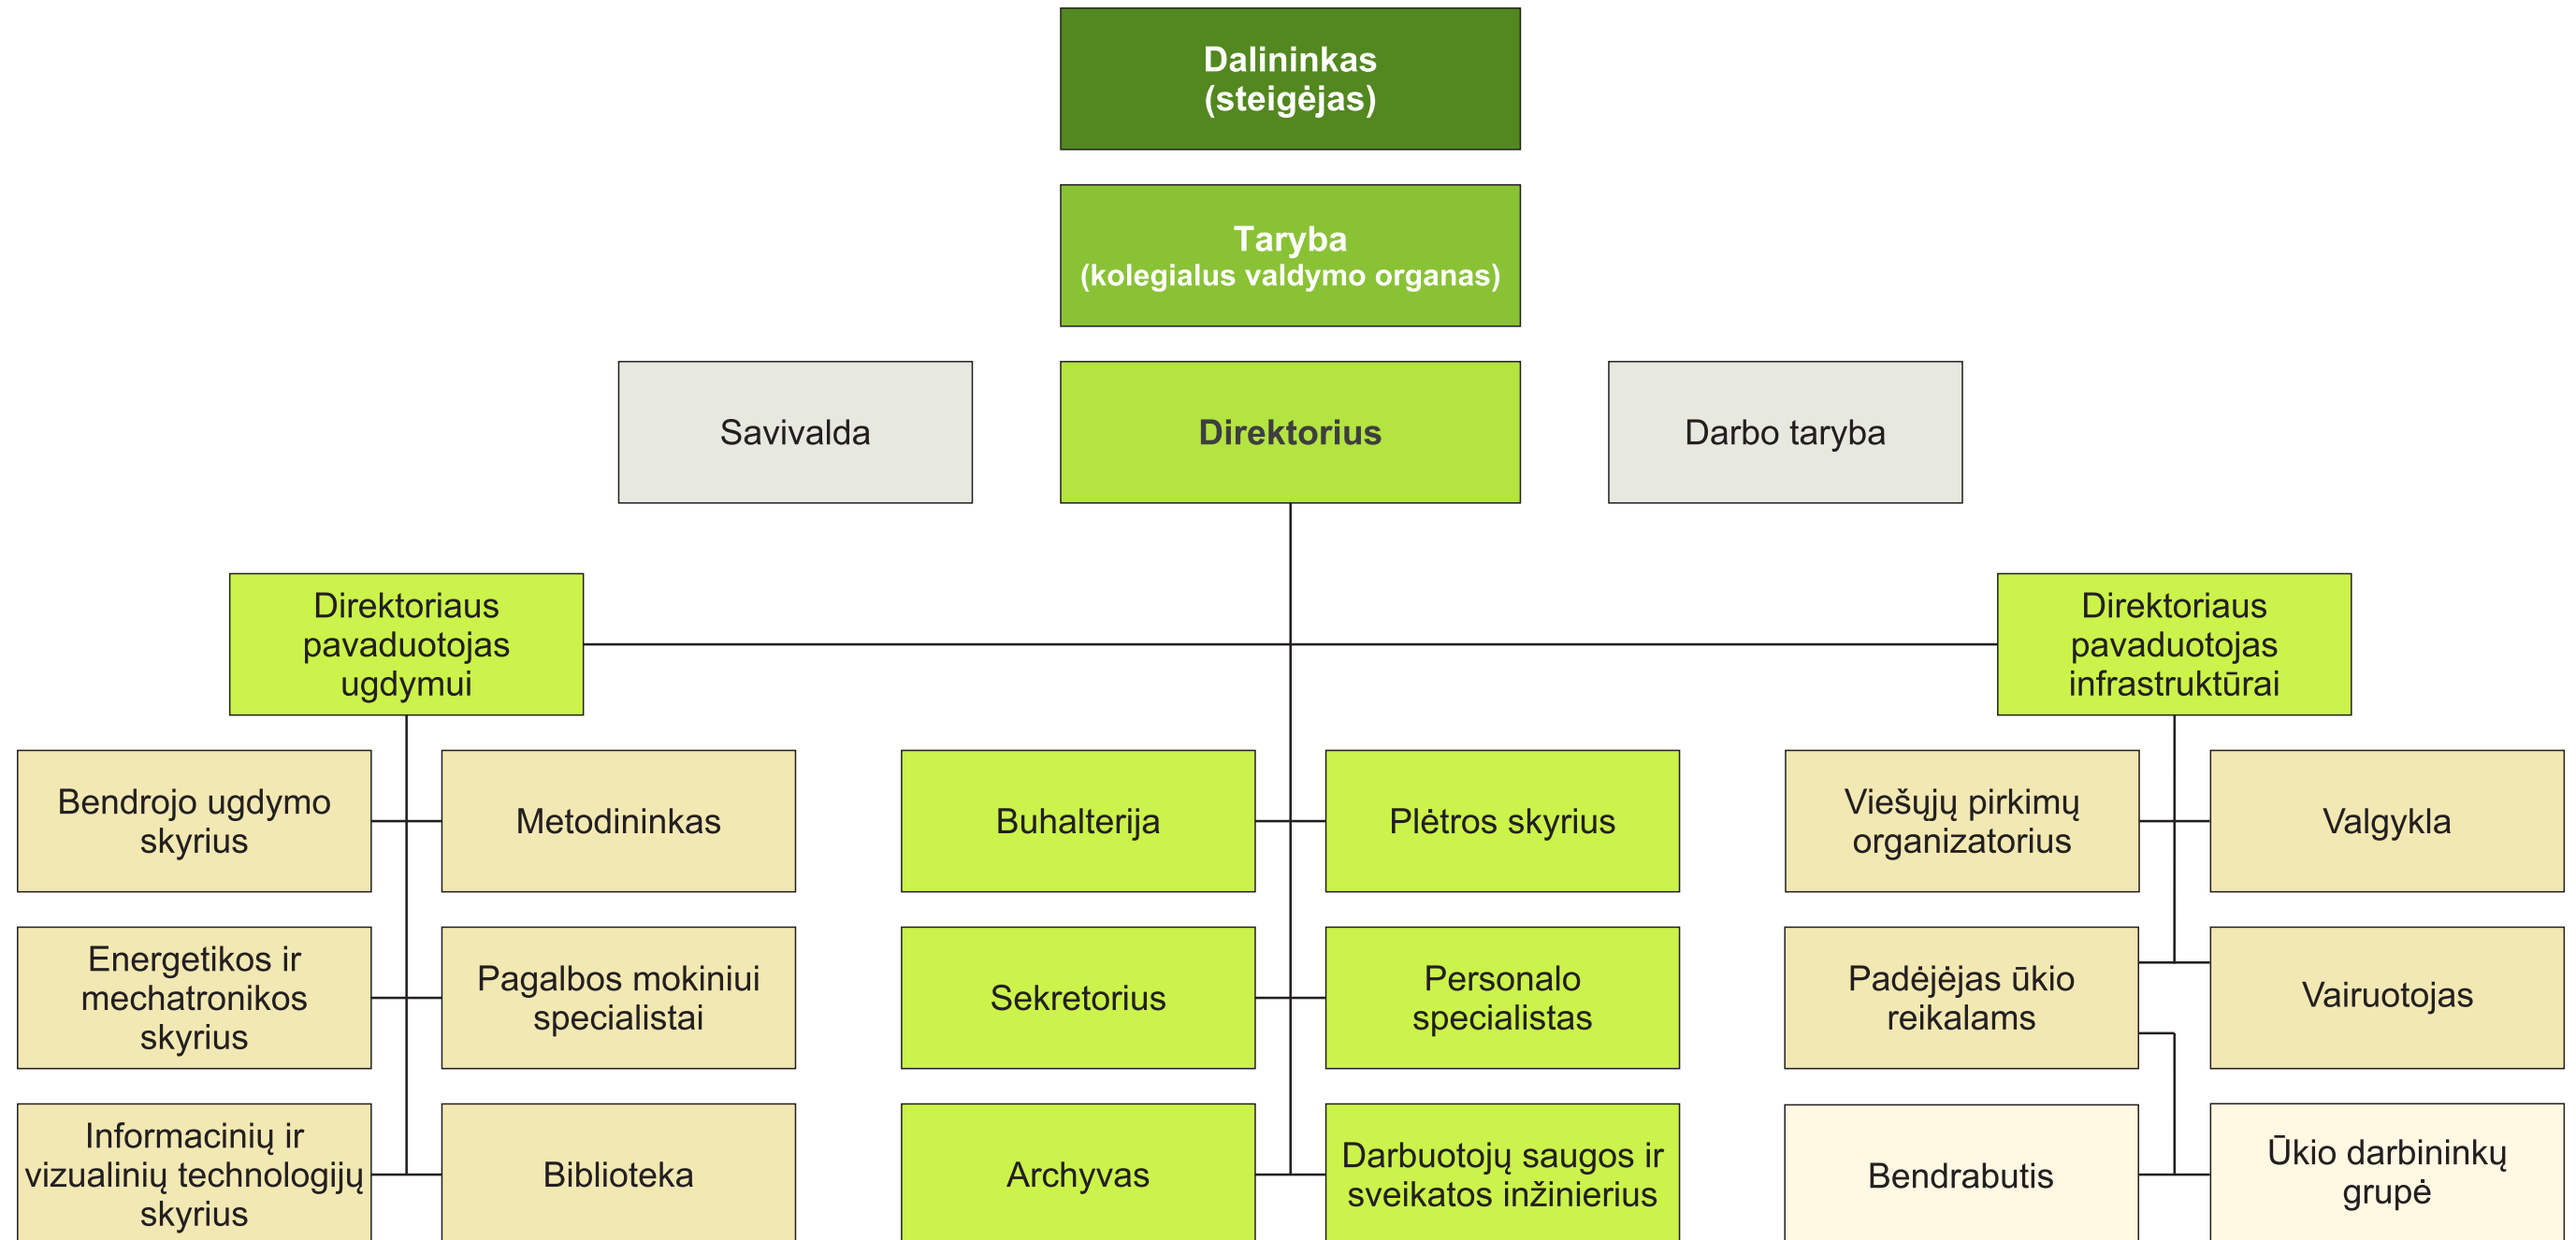 Dalininkas
(steigėjas)
Taryba
(kolegialus valdymo organas)
Savivalda
Direktorius
Darbo taryba
Direktoriaus
pavaduotojas
ugdymui
Direktoriaus
pavaduotojas
infrastruktūrai
Bendrojo ugdymo
skyrius
Metodininkas
Buhalterija
Plėtros skyrius
Viešųjų pirkimų
organizatorius
Valgykla
Energetikos ir
mechatronikos
skyrius
Pagalbos mokiniui
specialistai
Sekretorius
Personalo
specialistas
Padėjėjas ūkio
reikalams
Vairuotojas
Informacinių ir
vizualinių technologijų
skyrius
Biblioteka
Archyvas
Darbuotojų saugos ir
sveikatos inžinierius
Bendrabutis
Ūkio darbininkų
grupė